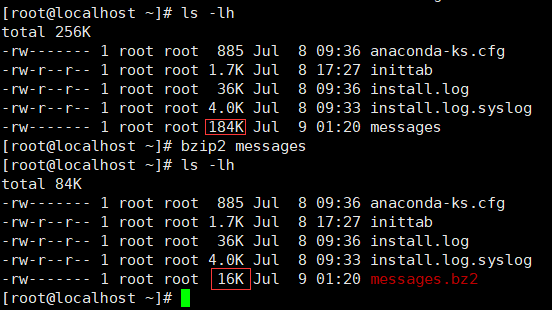 [root@localhost ~]# ls -lh
total 256K
-rw------- 1 root root  885 Jul  8 09:36 anaconda-ks.cfg
-rw-r--r-- 1 root root 1.7K Jul  8 17:27 inittab
-rw-r--r-- 1 root root  36K Jul  8 09:36 install.log
-rw-r--r-- 1 root root 4.0K Jul  8 09:33 install.log.syslog
-rw------- 1 root root 184K Jul  9 01:20 messages
[root@localhost ~]# bzip2 messages
[root@localhost ~]# ls -lh
total 84K
-rw------- 1 root root  885 Jul  8 09:36 anaconda-ks.cfg
-rw-r--r-- 1 root root 1.7K Jul  8 17:27 inittab
-rw-r--r-- 1 root root  36K Jul  8 09:36 install.log
-rw-r--r-- 1 root root 4.0K Jul  8 09:33 install.log.syslog
-rw------- 1 root root  16K Jul  9 01:20 messages.bz2
[root@localhost ~]#